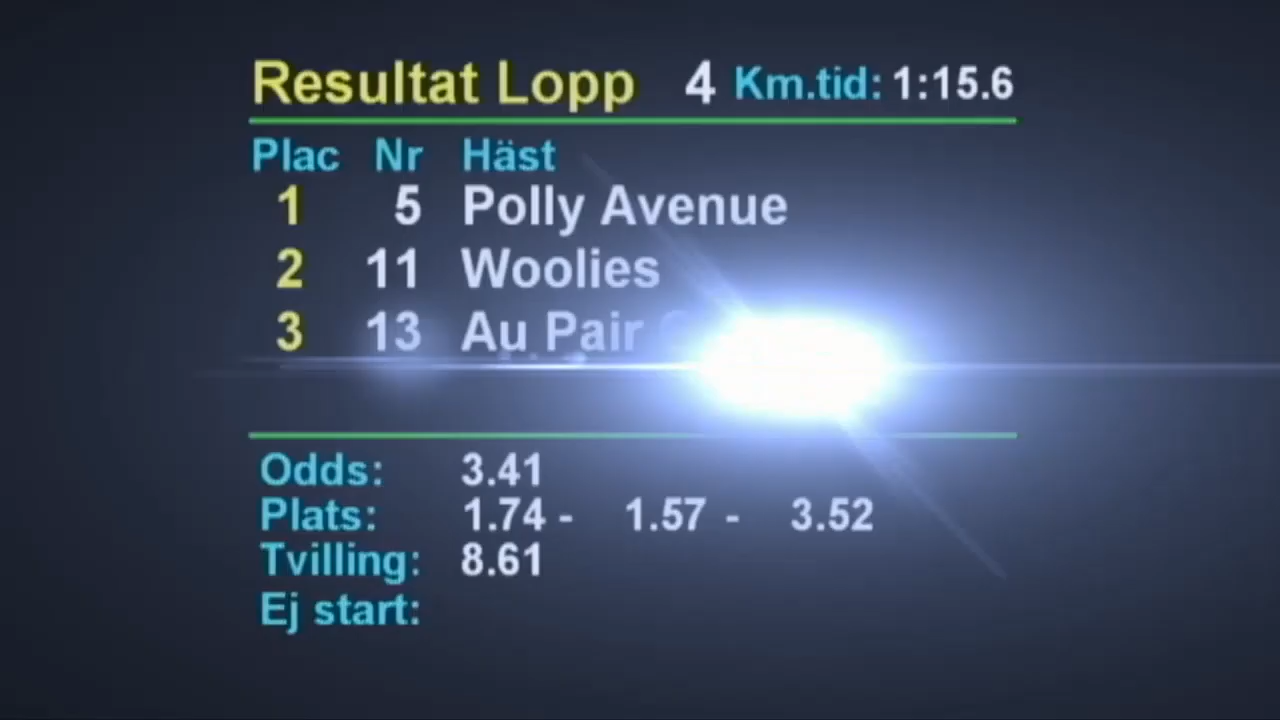 Resultat Lopp 4 Km.tid: 1:15.6
Plac Nr Häst
1 5 Polly Avenue
2 11 Woolies
3 13 Au Pair
Odds: 3.41
Plats: 1.74 - 1.57 - 3.52
Tvilling: 8.61
Ej start: